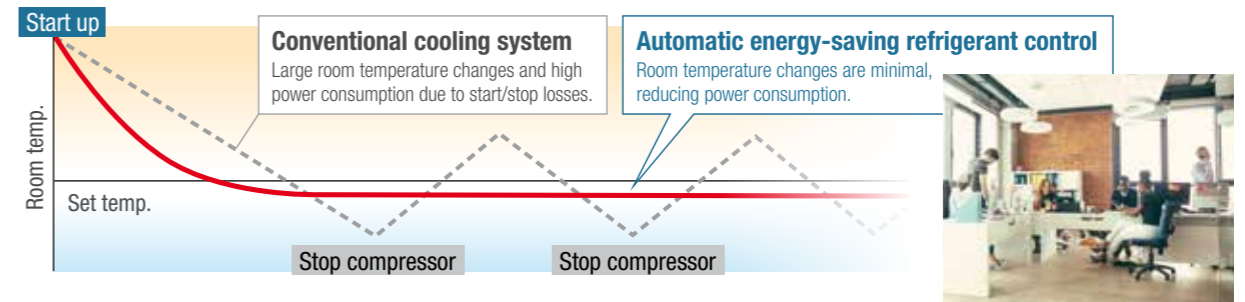 Start up
Conventional cooling system
Large room temperature changes and high
power consumption due to start/stop losses.
Automatic energy-saving refrigerant control
Room temperature changes are minimal,
reducing power consumption.
Room temp.
Set temp.
Stop compressor
Stop compressor